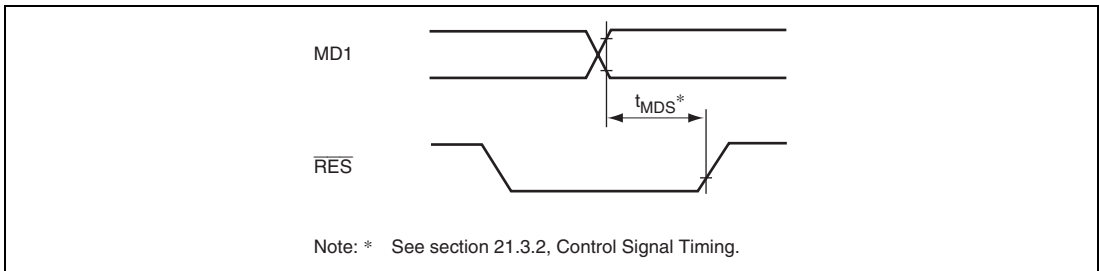 MD1
tMDS*
RES
Note: * See section 21.3.2, Control Signal Timing.